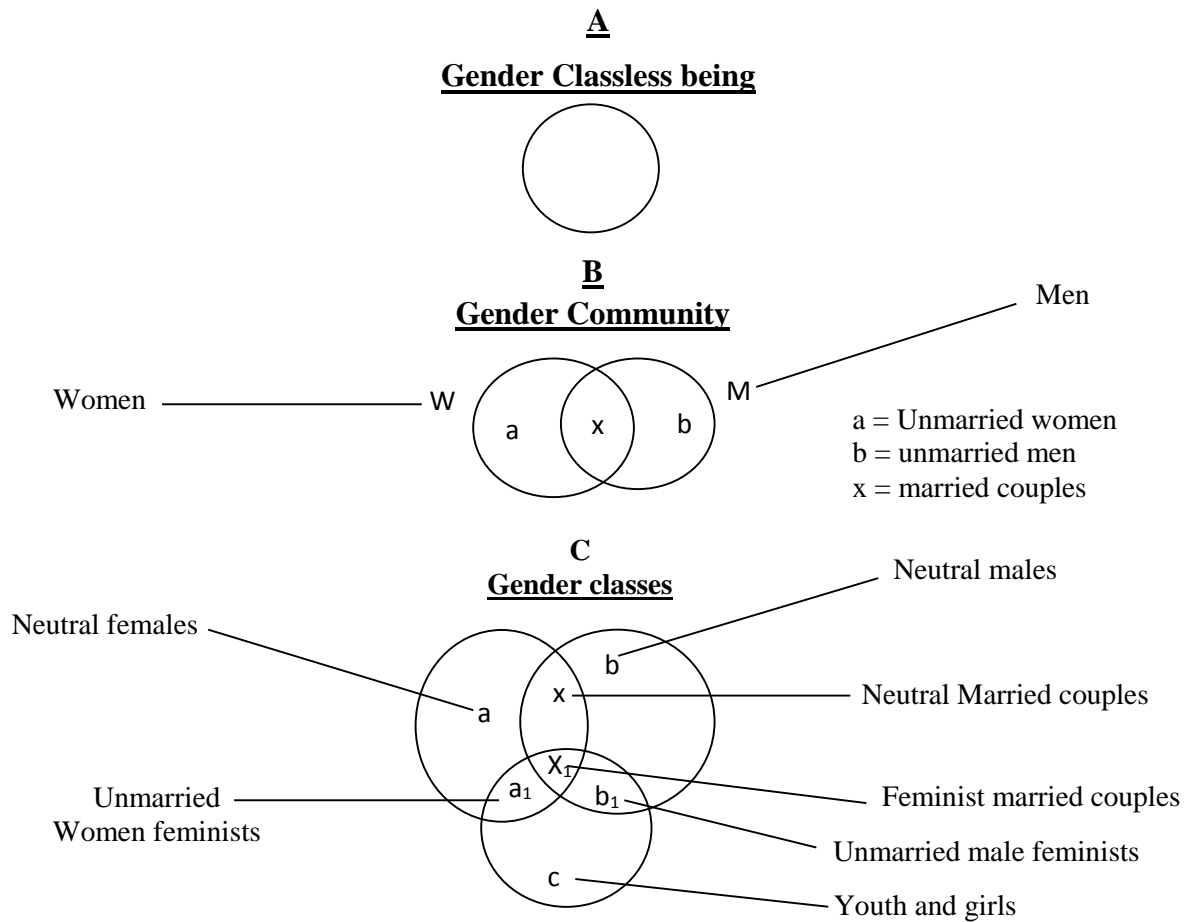 A
Gender Classless being
B
Gender Community
Men
Women
W
M
a
x
b
a = Unmarried women
b = unmarried men
x = married couples
C
Gender classes
Neutral males
Neutral females
b
x
Neutral Married couples
a
X₁
a₁
b₁
Feminist married couples
Unmarried
Women feminists
Unmarried male feminists
c
Youth and girls